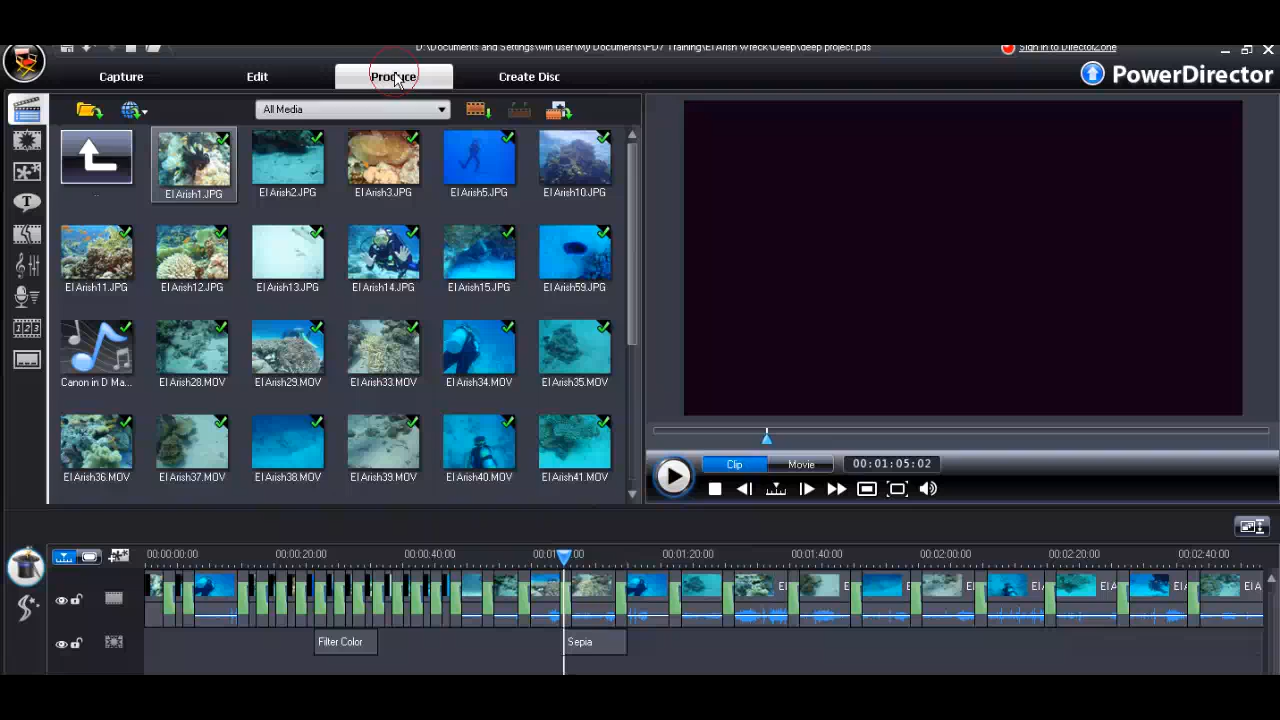 D:\Documents and Settings\win user\My Documents\PD7 Training\El Arish Wreck\Deep\deep project.pds
Sign in to DirectorZone
Capture
Edit
Produce
Create Disc
PowerDirector
All Media
..
El Arish1.JPG
El Arish2.JPG
El Arish3.JPG
El Arish5.JPG
El Arish10.JPG
El Arish11.JPG
El Arish12.JPG
El Arish13.JPG
El Arish14.JPG
El Arish15.JPG
El Arish59.JPG
Canon in D Ma...
El Arish28.MOV
El Arish29.MOV
El Arish33.MOV
El Arish34.MOV
El Arish35.MOV
El Arish36.MOV
El Arish37.MOV
El Arish38.MOV
El Arish39.MOV
El Arish40.MOV
El Arish41.MOV
Clip
Movie
00:01:05:02
00:00:00:00
00:00:20:00
00:00:40:00
00:01:20:00
00:01:40:00
00:02:00:00
00:02:20:00
00:02:40:00
Filter Color
Sepia